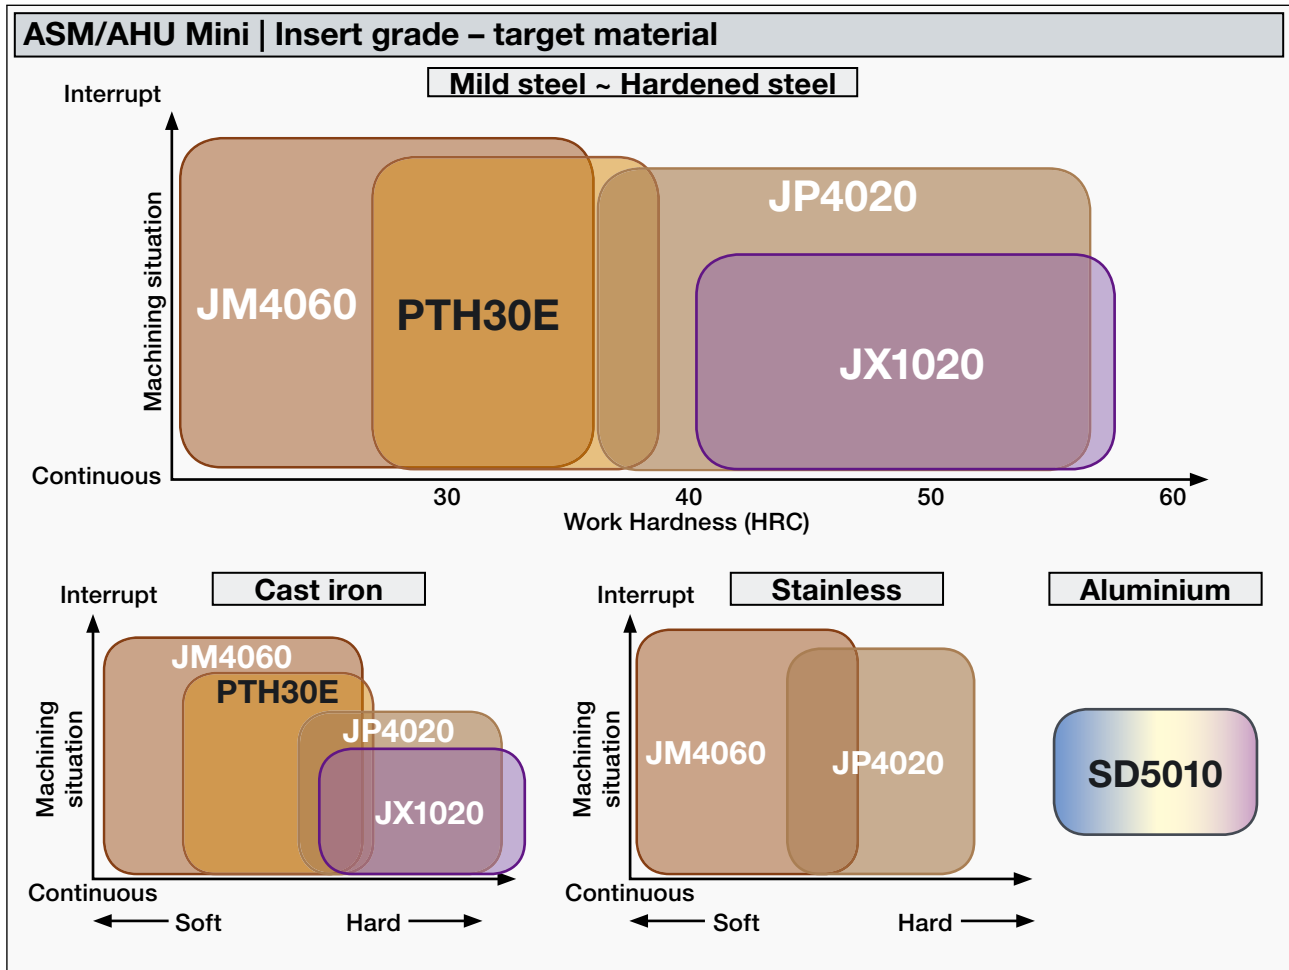 ASM/AHU Mini | Insert grade – target material
Mild steel ~ Hardened steel
Interrupt
Machining situation
Continuous
JM4060
PTH30E
JP4020
JX1020
30
40
50
60
Work Hardness (HRC)
Cast iron
Interrupt
Machining
situation
Continuous
JM4060
PTH30E
JP4020
JX1020
Soft
Hard
Stainless
Interrupt
Machining
situation
Continuous
JM4060
JP4020
Soft
Hard
Aluminium
SD5010